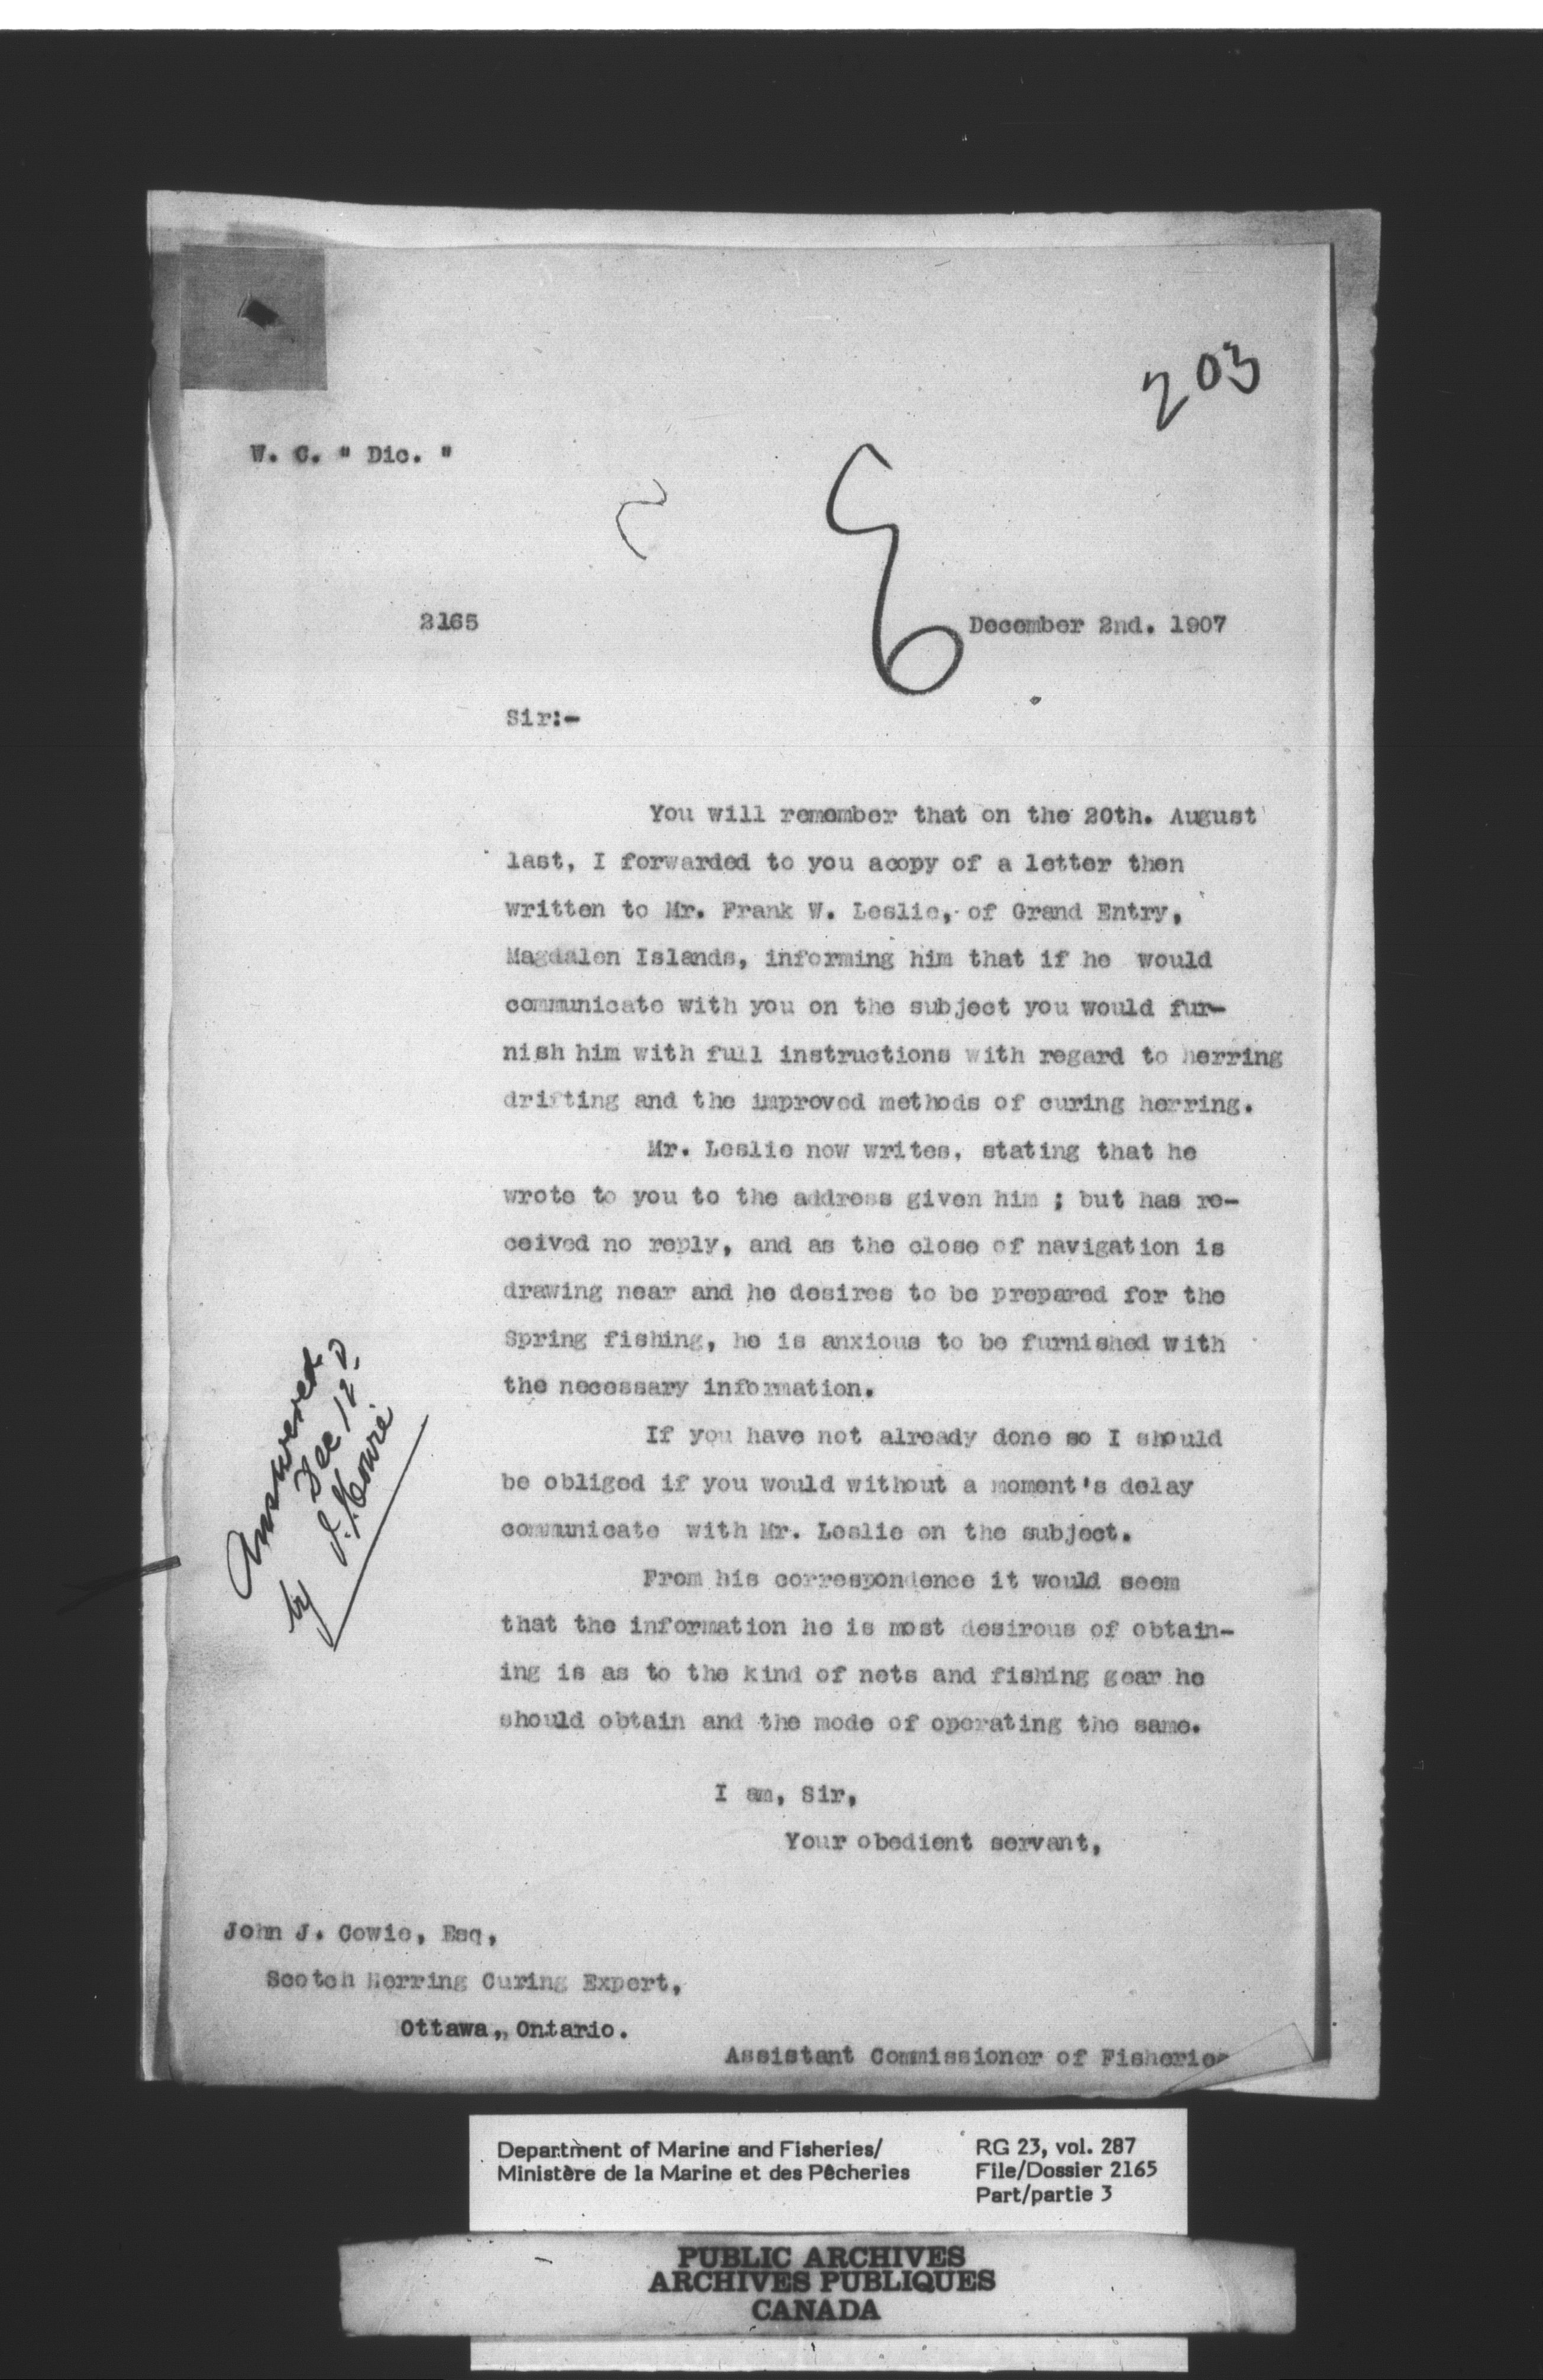 203
W. C. " Dic. "
2165
December 2nd. 1907
Sir:-
You will remember that on the 20th. August
last, I forwarded to you acopy of a letter then
written to Mr. Frank W. Leslie, of Grand Entry,
Magdalen Islands, informing him that if he would
communicate with you on the subject you would fur-
nish him with full instructions with regard to herring
drifting and the improved methods of curing herring.
Mr. Leslie now writes, stating that he
wrote to you to the address given him ; but has re-
ceived no reply, and as the close of navigation is
drawing near and he desires to be prepared for the
Spring fishing, he is anxious to be furnished with
the necessary information.
If you have not already done so I should
be obliged if you would without a moment's delay
communicate with Mr. Leslie on the subject.
From his correspondence it would seem
that the information he is most desirous of obtain-
ing is as to the kind of nets and fishing gear he
should obtain and the mode of operating the same.
Answered
Dec 12
by J.J. Cowie
I am, Sir,
Your obedient servant,
John J. Cowie, Esq,
Scotch Herring Curing Expert,
Ottawa,, Ontario.
Assistant Commissioner of Fisheries
Department of Marine and Fisheries/
Ministère de la Marine et des Pêcheries
RG 23, vol. 287
File/Dossier 2165
Part/partie 3
PUBLIC ARCHIVES
ARCHIVES PUBLIQUES
CANADA